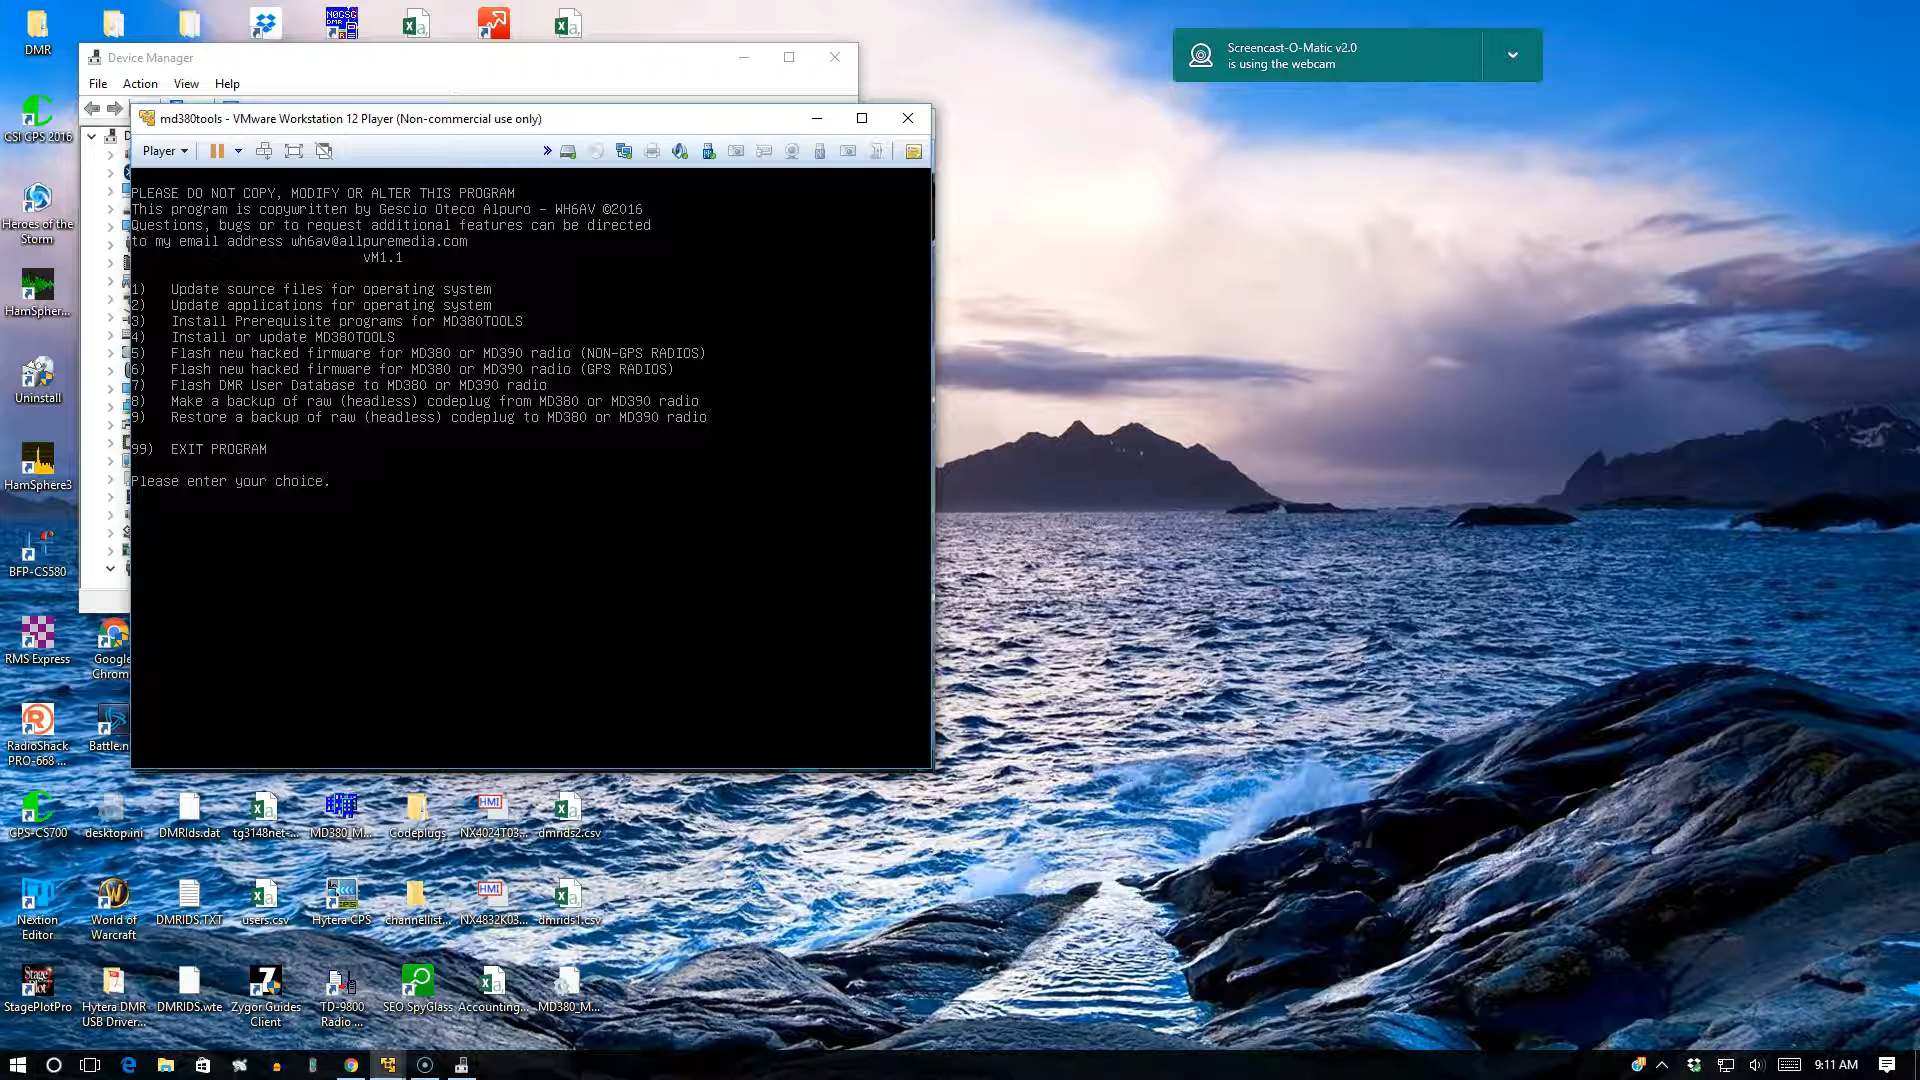 DMR
Device Manager
File Action View Help
Screencast-O-Matic v2.0
is using the webcam
md380tools - VMware Workstation 12 Player (Non-commercial use only)
Player
PLEASE DO NOT COPY, MODIFY OR ALTER THIS PROGRAM
This program is copywritten by Gescio Oteco Alpuro - WH6AV ©2016
Questions, bugs or to request additional features can be directed
to my email address wh6av@allpuremedia.com
vM1.1
1) Update source files for operating system
2) Update applications for operating system
3) Install Prerequisite programs for MD380TOOLS
4) Install or update MD380TOOLS
5) Flash new hacked firmware for MD380 or MD390 radio (NON-GPS RADIOS)
6) Flash new hacked firmware for MD380 or MD390 radio (GPS RADIOS)
7) Flash DMR User Database to MD380 or MD390 radio
8) Make a backup of raw (headless) codeplug from MD380 or MD390 radio
9) Restore a backup of raw (headless) codeplug to MD380 or MD390 radio
99) EXIT PROGRAM
Please enter your choice.
CSI CPS 2016
Heroes of the
Storm
HamSpher...
Uninstall
HamSphere3
BFP-CS580
RMS Express
Google
Chrom
RadioShack
PRO-668 ...
Battle.n
CPS-CS700 desktop.ini DMRIds.dat tg3148net-... MD380_M... Codeplugs NX4024T03... dmrids2.csv
Nextion
Editor
World of
Warcraft
DMRIDS.TXT users.csv Hytera CPS channellist... NX4832K03... dmrids1.csv
StagePlotPro
Hytera DMR
USB Driver...
DMRIDS.wte
Zygor Guides
Client
TD-9800
Radio ...
SEO SpyGlass Accounting... MD380_M...
9:11 AM